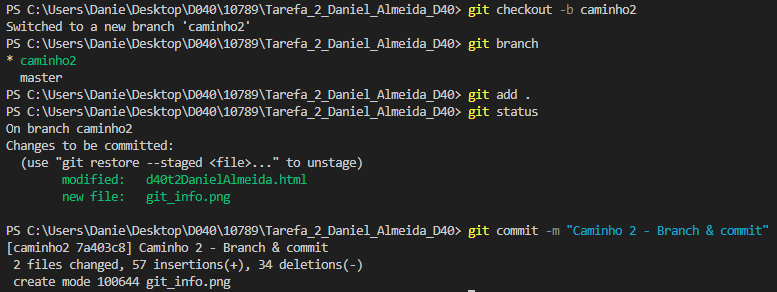 PS C:\Users\Danie\Desktop\D040\10789\Tarefa_2_Daniel_Almeida_D40> git checkout -b caminho2
Switched to a new branch 'caminho2'
PS C:\Users\Danie\Desktop\D040\10789\Tarefa_2_Daniel_Almeida_D40> git branch
* caminho2
  master
PS C:\Users\Danie\Desktop\D040\10789\Tarefa_2_Daniel_Almeida_D40> git add .
PS C:\Users\Danie\Desktop\D040\10789\Tarefa_2_Daniel_Almeida_D40> git status
On branch caminho2
Changes to be committed:
  (use "git restore --staged <file>..." to unstage)
        modified:   d40t2DanielAlmeida.html
        new file:   git_info.png

PS C:\Users\Danie\Desktop\D040\10789\Tarefa_2_Daniel_Almeida_D40> git commit -m "Caminho 2 - Branch & commit"
[caminho2 7a403c8] Caminho 2 - Branch & commit
 2 files changed, 57 insertions(+), 34 deletions(-)
 create mode 100644 git_info.png